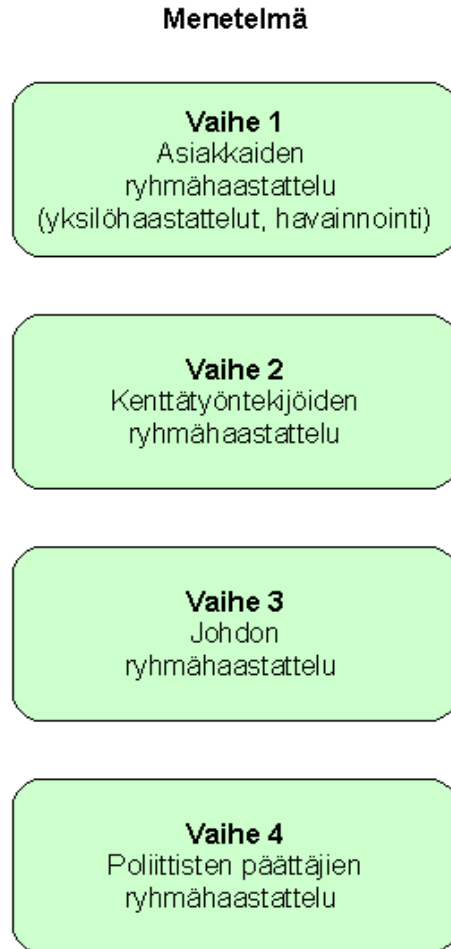 Menetelmä
Vaihe 1
Asiakkaiden
ryhmähaastattelu
(yksilöhaastattelut, havainnointi)
Vaihe 2
Kenttätyöntekijöiden
ryhmähaastattelu
Vaihe 3
Johdon
ryhmähaastattelu
Vaihe 4
Poliittisten päättäjien
ryhmähaastattelu